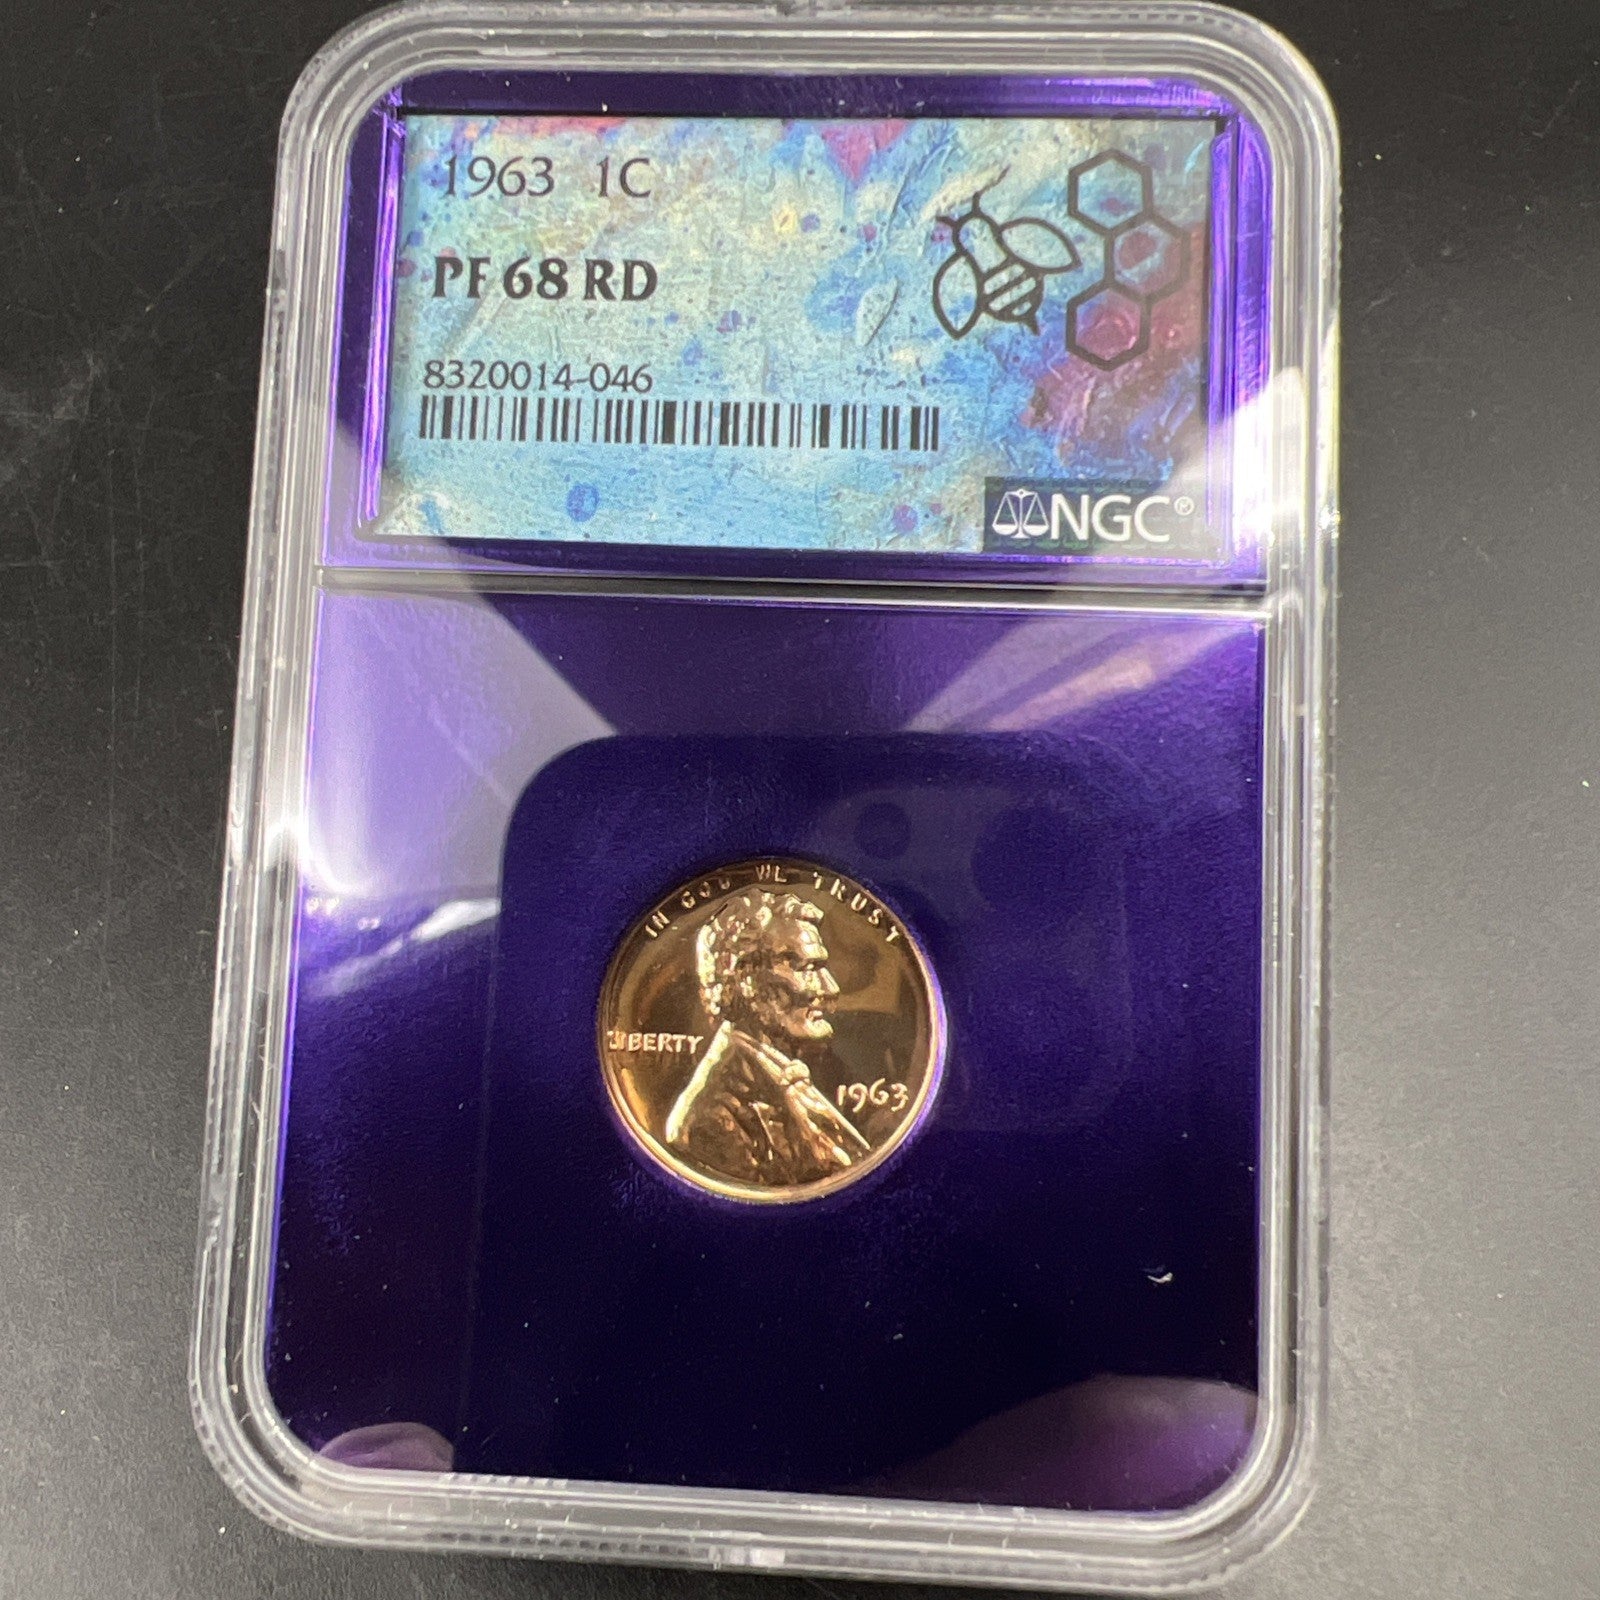 1963 1C
PF 68 RD
8320014-046
NGC®
IN GOD WE TRUST
LIBERTY
1963